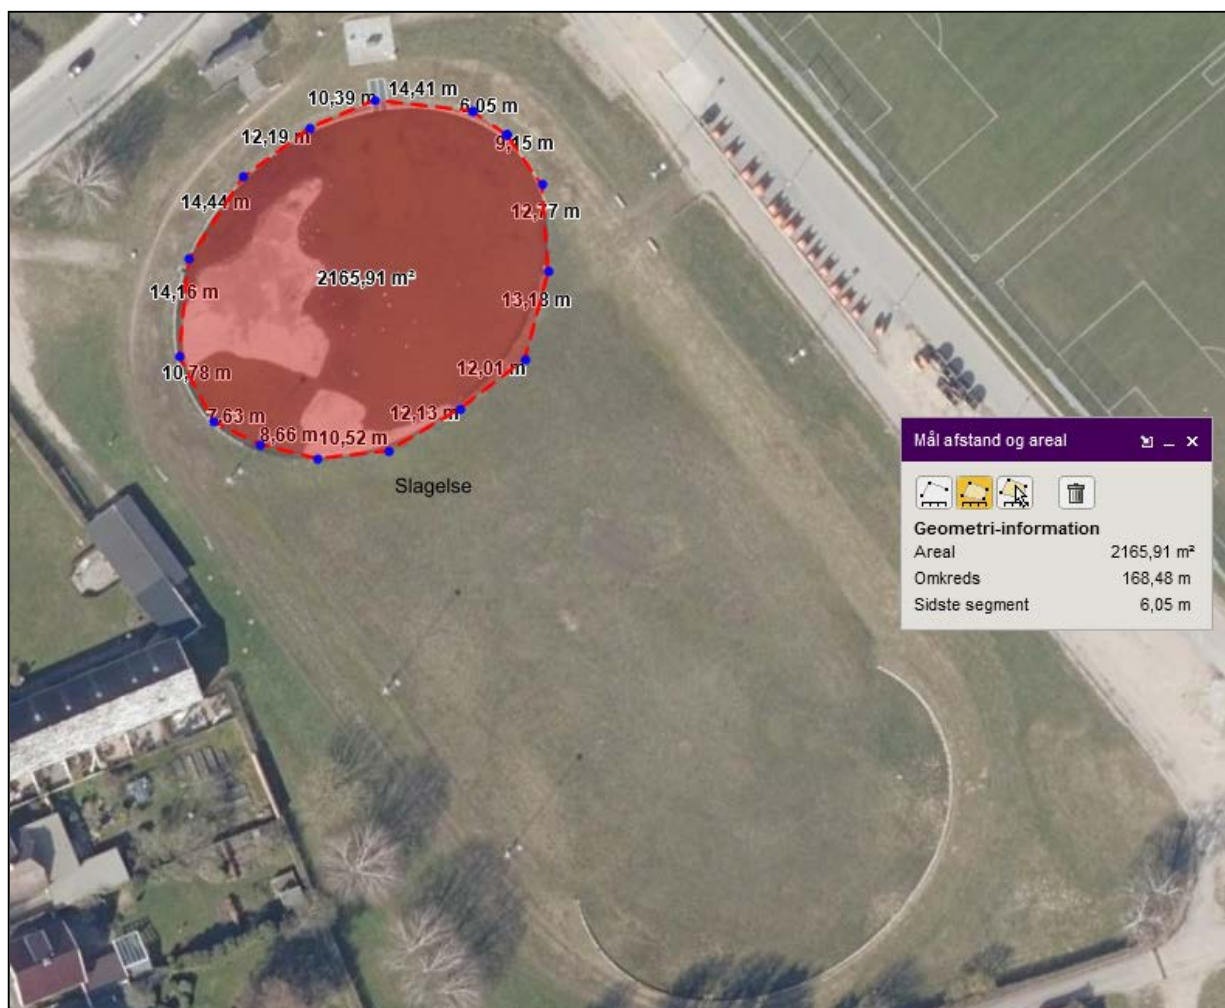 14,41 m
10,39 m
6,05 m
12,19 m
9,15 m
14,44 m
12,77 m
2165,91 m²
14,16 m
13,18 m
12,01 m
10,78 m
7,63 m
12,13 m
8,66 m
10,52 m
Slagelse
Mål afstand og areal
Geometri-information
Areal 2165,91 m²
Omkreds 168,48 m
Sidste segment 6,05 m